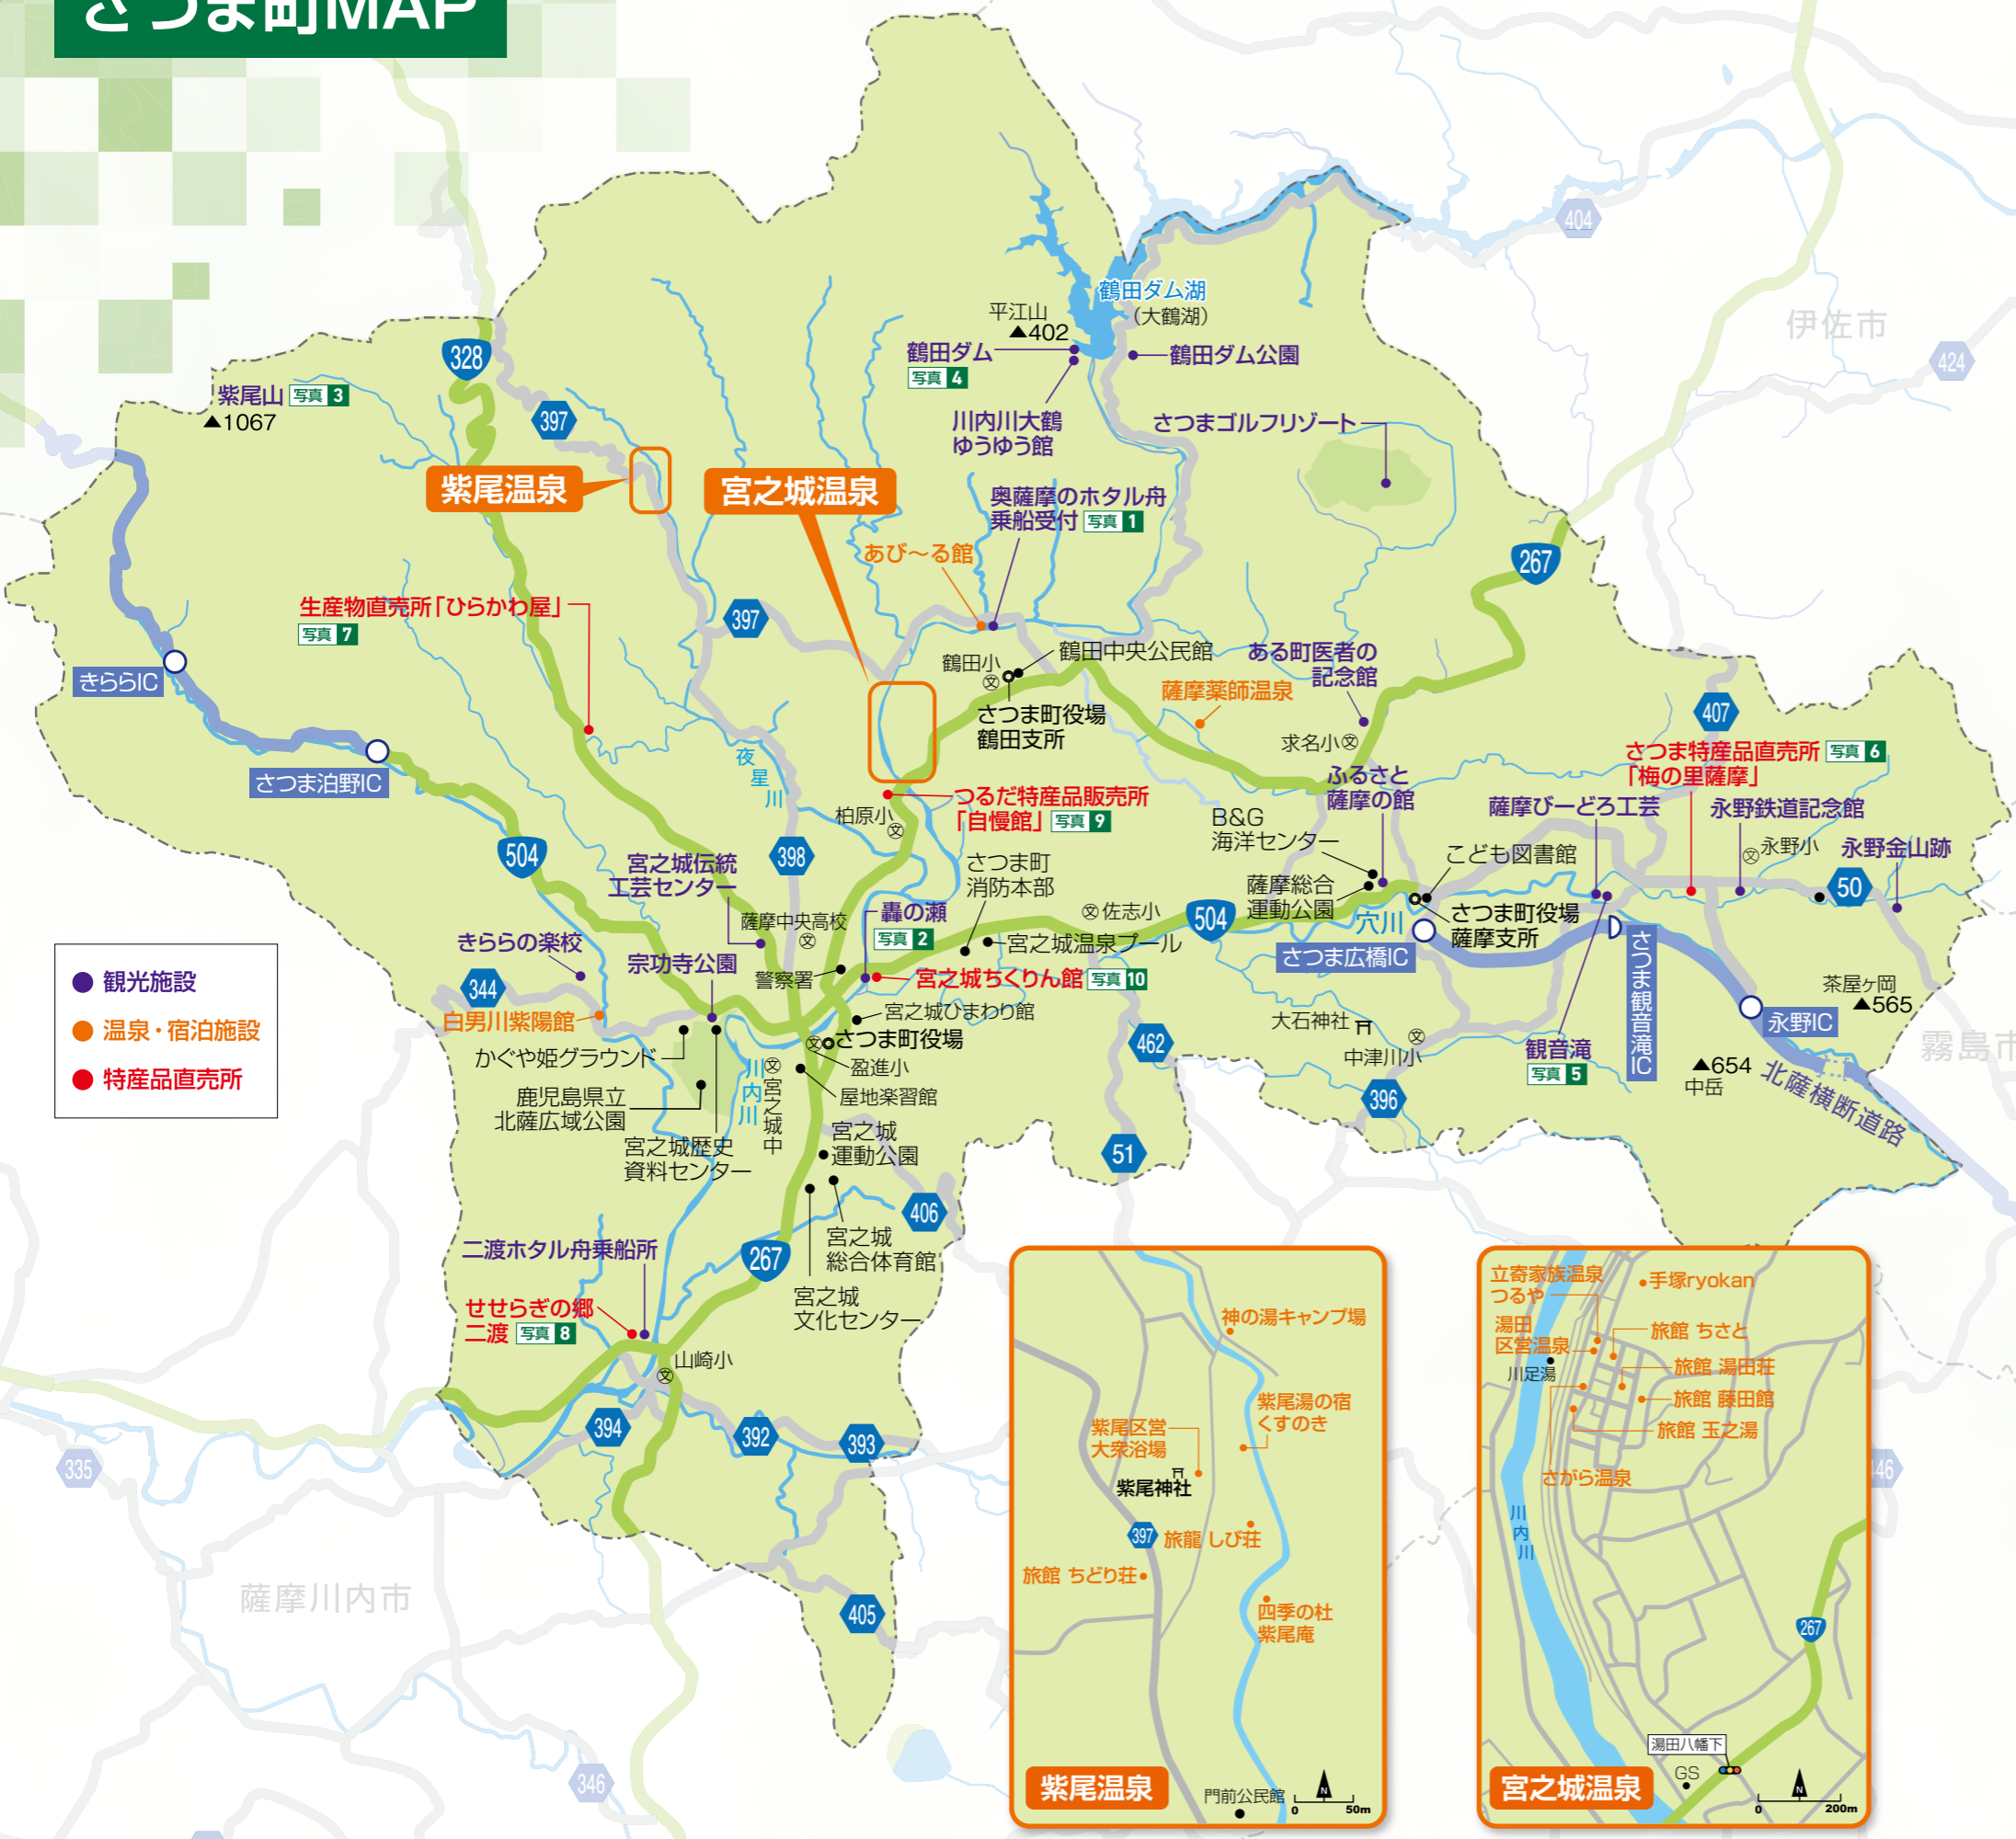 さつま町MAP
404
伊佐市
424
328
397
紫尾山 写真 3
▲1067
鶴田ダム湖
(大鶴湖)
平江山
▲402
鶴田ダム
写真 4
鶴田ダム公園
川内川大鶴
ゆうゆう館
さつまゴルフリゾート
紫尾温泉
宮之城温泉
奥薩摩のホタル舟
乗船受付 写真 1
あび〜る館
267
生産物直売所「ひらかわ屋」
写真 7
397
きららIC
さつま泊野IC
鶴田小
鶴田中央公民館
さつま町役場
鶴田支所
ある町医者の
記念館
薩摩薬師温泉
求名小
407
さつま特産品直売所 写真 6
「梅の里薩摩」
夜星川
柏原小
つるだ特産品販売所
「自慢館」 写真 9
ふるさと
薩摩の館
B&G
海洋センター
薩摩びーどろ工芸
永野鉄道記念館
永野小
永野金山跡
504
398
宮之城伝統
工芸センター
さつま町
消防本部
こども図書館
薩摩総合
運動公園
50
薩摩中央高校
轟の瀬
写真 2
佐志小
504
穴川
さつま町役場
薩摩支所
さつま広橋IC
さつま観音滝IC
きららの楽校
宗功寺公園
警察署
宮之城温泉プール
宮之城ちくりん館 写真 10
観光施設
温泉・宿泊施設
特産品直売所
344
白男川紫陽館
宮之城ひまわり館
さつま町役場
盈進小
屋地楽習館
かぐや姫グラウンド
鹿児島県立
北薩広域公園
川内川
宮之城中
宮之城歴史
資料センター
462
大石神社
中津川小
396
観音滝
写真 5
茶屋ヶ岡
▲565
永野IC
▲654
中岳
北薩横断道路
霧島市
51
宮之城
運動公園
406
宮之城
総合体育館
宮之城
文化センター
二渡ホタル舟乗船所
267
せせらぎの郷
二渡 写真 8
山崎小
394
392
393
335
薩摩川内市
405
346
46
神の湯キャンプ場
紫尾湯の宿
くすのき
紫尾区営
大衆浴場
紫尾神社
397
旅龍 しび荘
旅館 ちどり荘
四季の杜
紫尾庵
紫尾温泉
門前公民館
N
0 50m
立寄家族温泉
つるや
手塚ryokan
湯田
区営温泉
川足湯
旅館 ちさと
旅館 湯田荘
旅館 藤田館
旅館 玉之湯
さがら温泉
川内川
267
湯田八幡下
GS
宮之城温泉
N
0 200m